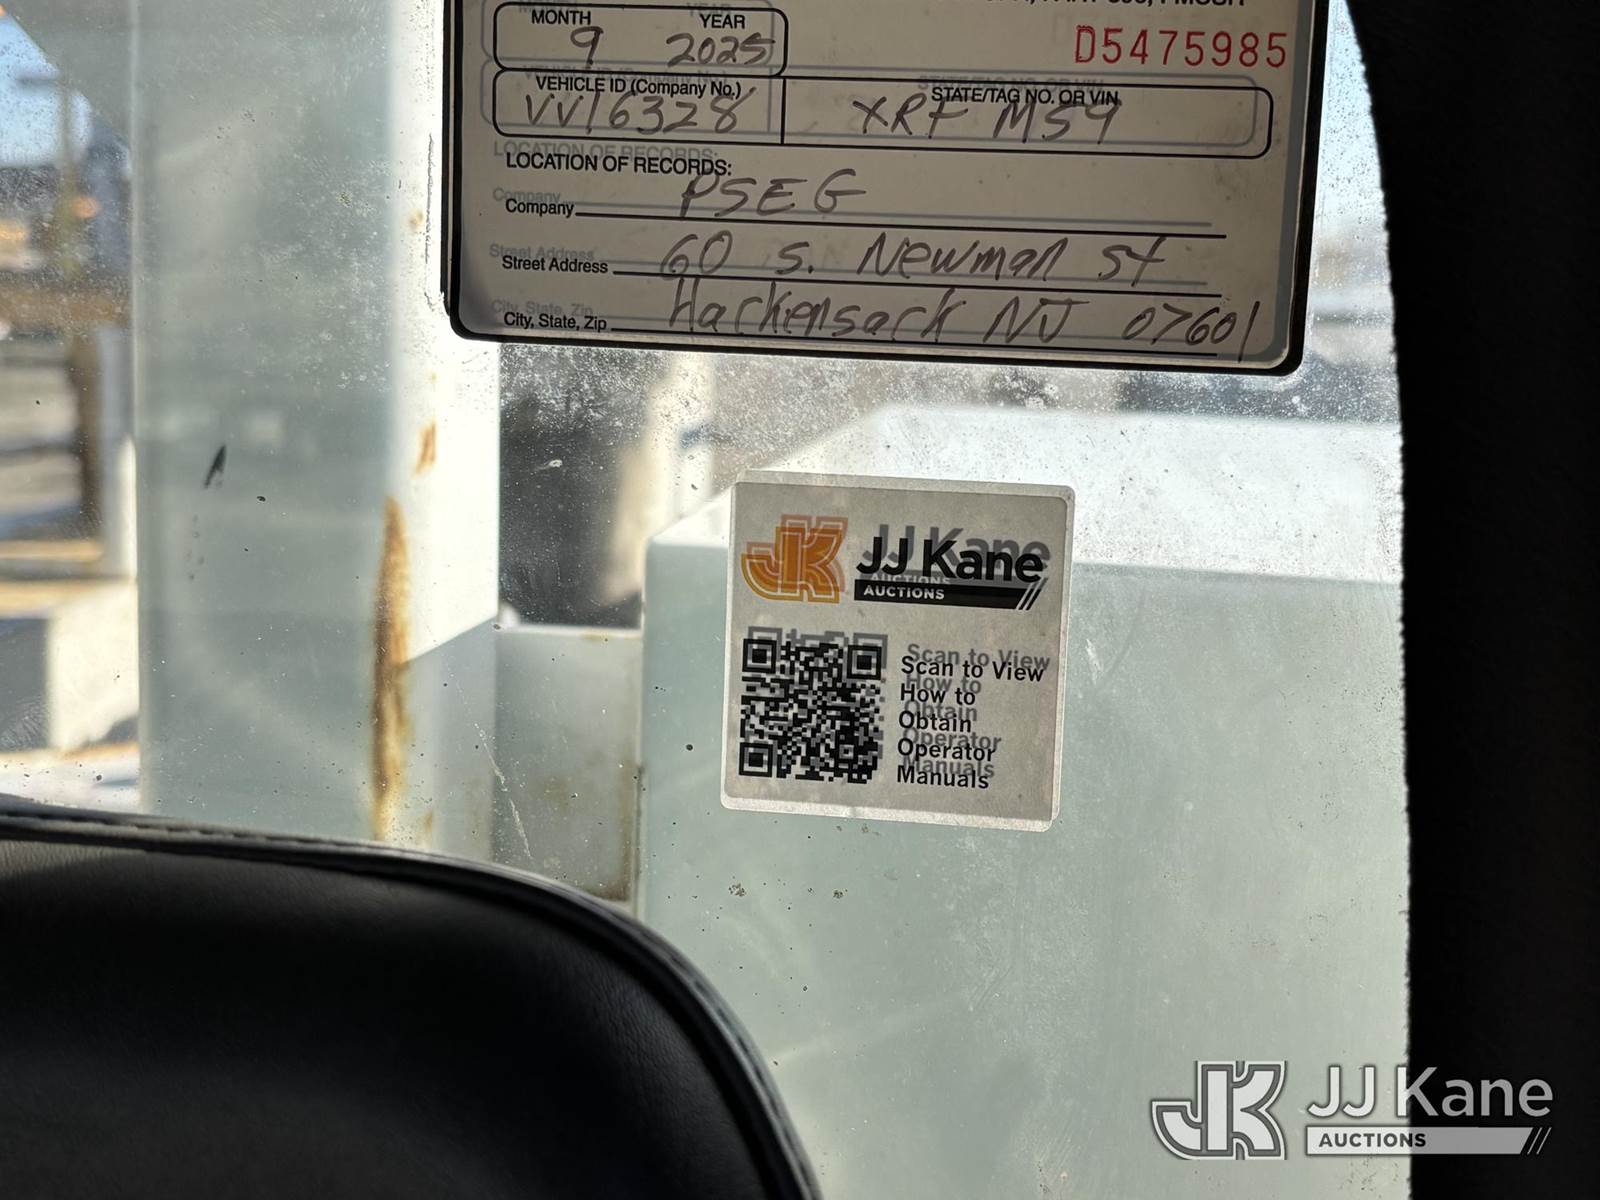 MONTH YEAR
9 2025
D5475985
VEHICLE ID (Company No.)
VV16328
STATE/TAG NO. OR VIN
XRF M59
LOCATION OF RECORDS:
Company PSEG
Street Address 60 S. Newman St
City, State, Zip Hackensack NJ 07601
JK JJ Kane
AUCTIONS
Scan to View
How to
Obtain
Operator
Manuals
JK JJ Kane
AUCTIONS